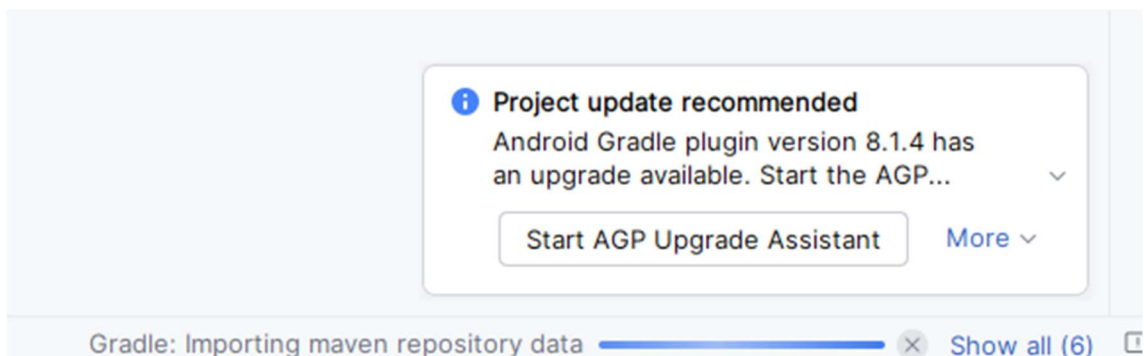 Project update recommended
Android Gradle plugin version 8.1.4 has
an upgrade available. Start the AGP...
Start AGP Upgrade Assistant
More
Gradle: Importing maven repository data
Show all (6)